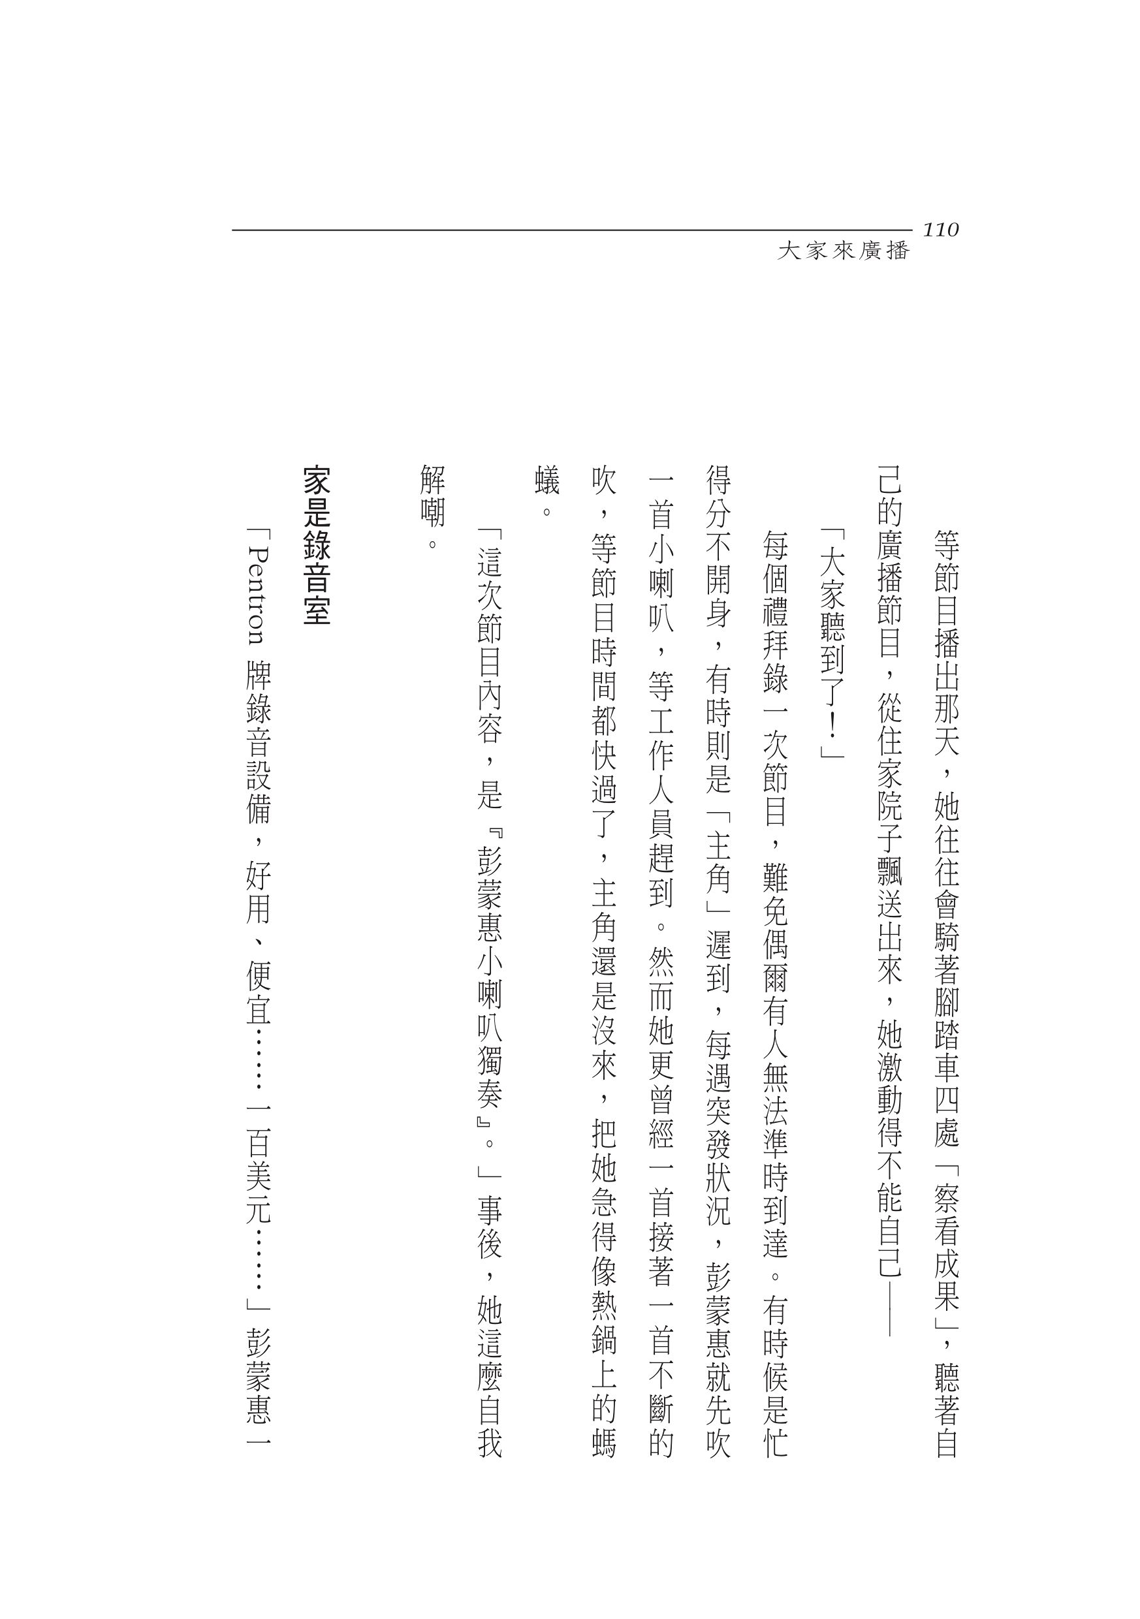 110
大家來廣播
等節目播出那天，她往往會騎著腳踏車四處「察看成果」，聽著自
己的廣播節目，從住家院子飄送出來，她激動得不能自己——
「大家聽到了！」
每個禮拜錄一次節目，難免偶爾有人無法準時到達。有時候是忙
得分不開身，有時則是「主角」遲到，每遇突發狀況，彭蒙惠就先吹
一首小喇叭，等工作人員趕到。然而她更曾經一首接著一首不斷的
吹，等節目時間都快過了，主角還是沒來，把她急得像熱鍋上的螞
蟻。
「這次節目內容，是『彭蒙惠小喇叭獨奏』。」事後，她這麼自我
解嘲。
家是錄音室
「Pentron 牌錄音設備，好用、便宜……一百美元……」彭蒙惠一